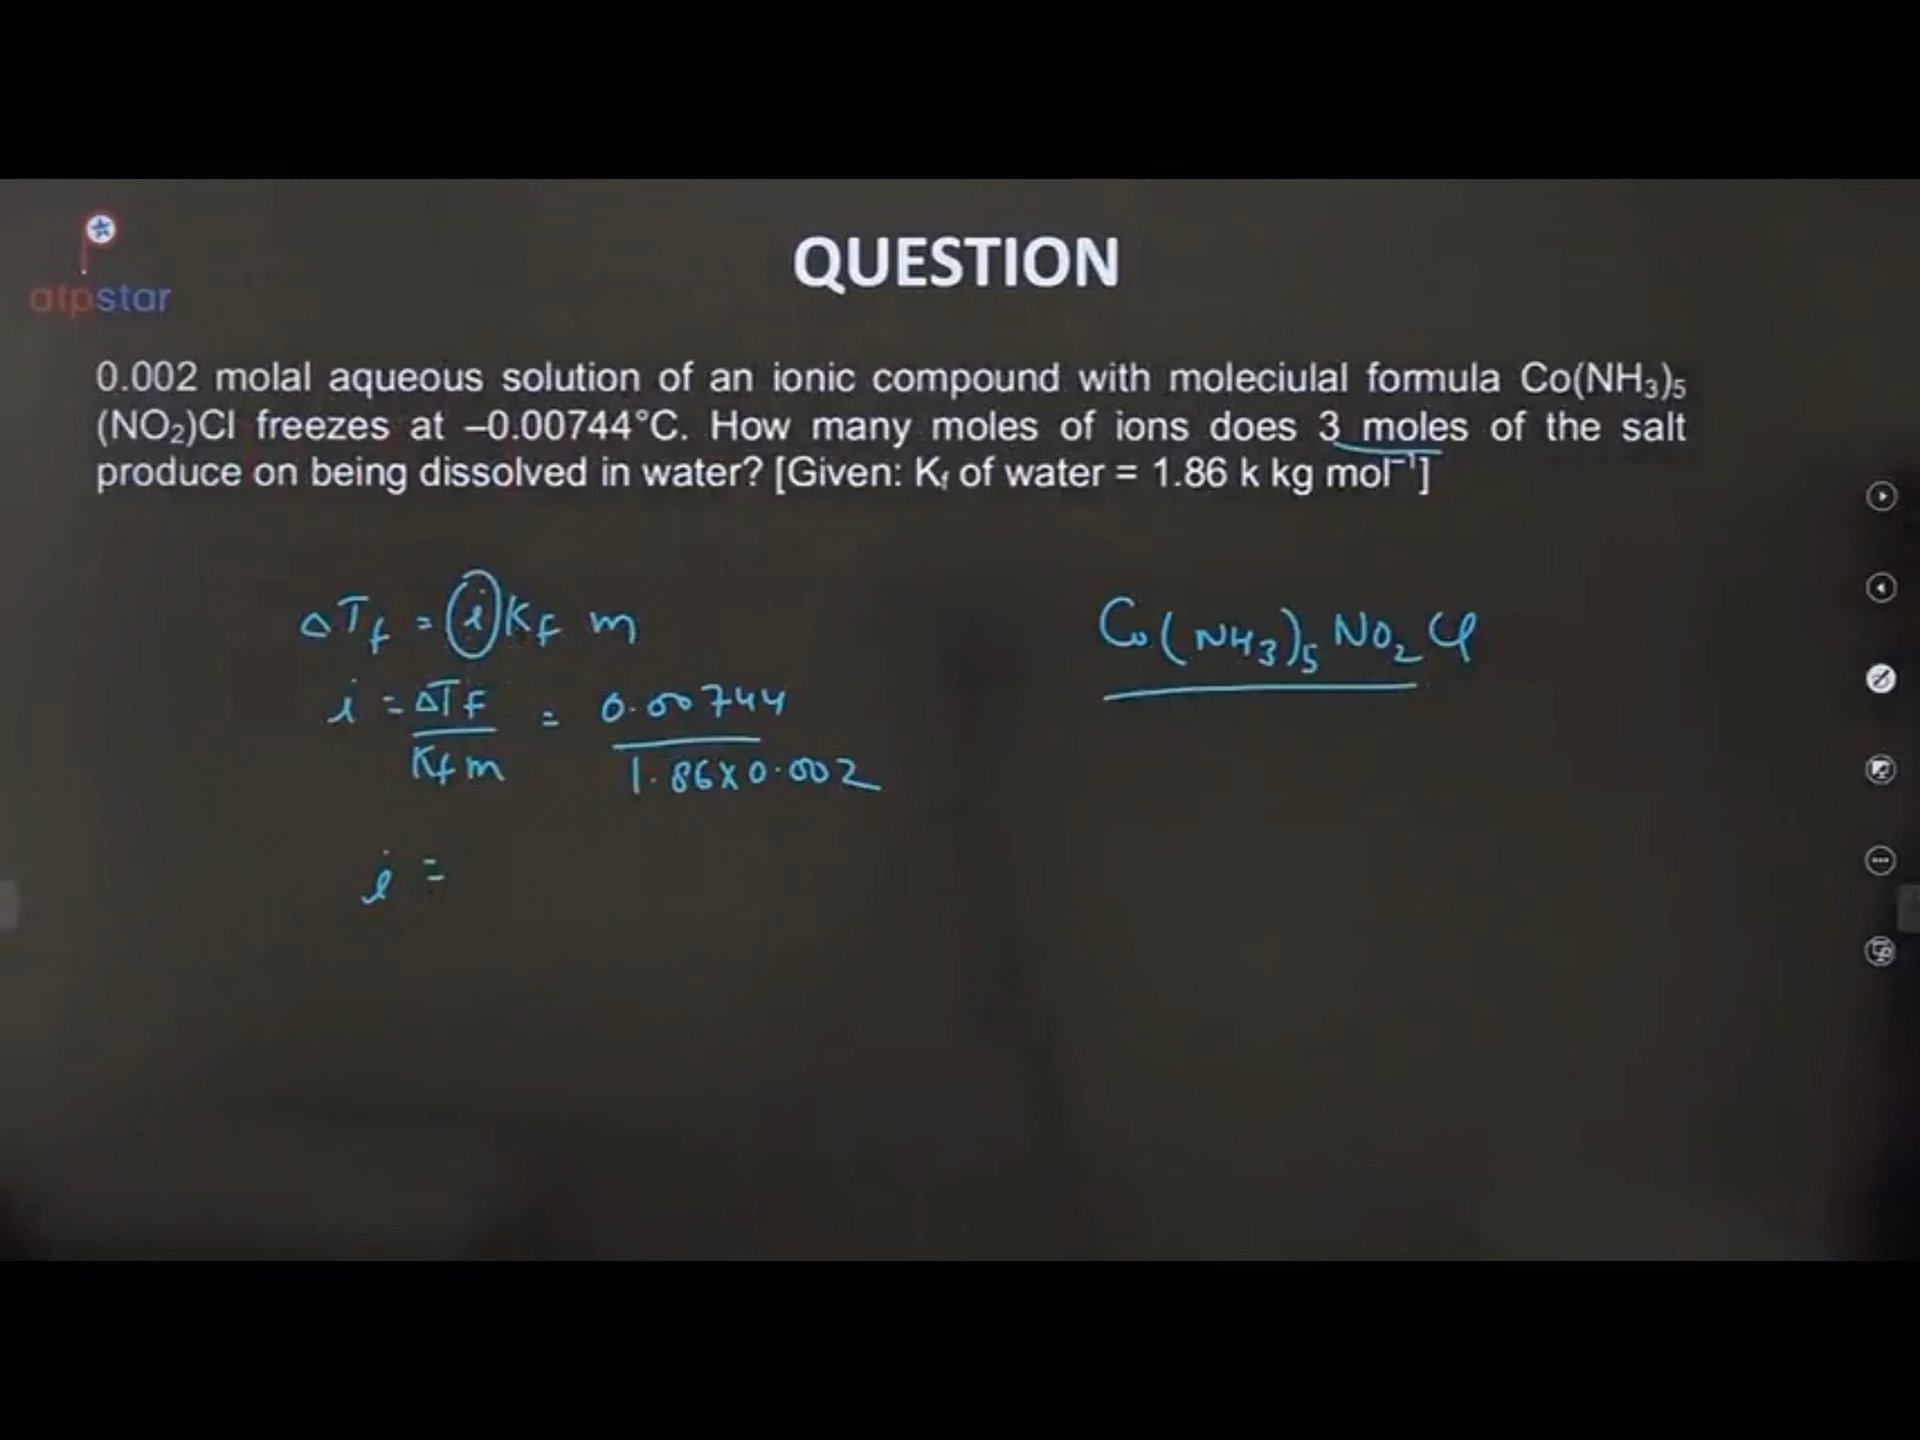 atpstar
QUESTION
0.002 molal aqueous solution of an ionic compound with moleciulal formula Co(NH₃)₅
(NO₂)Cl freezes at –0.00744°C. How many moles of ions does 3 moles of the salt
produce on being dissolved in water? [Given: Kf of water = 1.86 k kg mol⁻¹]
ΔTf = i Kf m
i = ΔTf / Kf m = 0.00744 / 1.86×0.002
i =
Co(NH₃)₅NO₂Cl